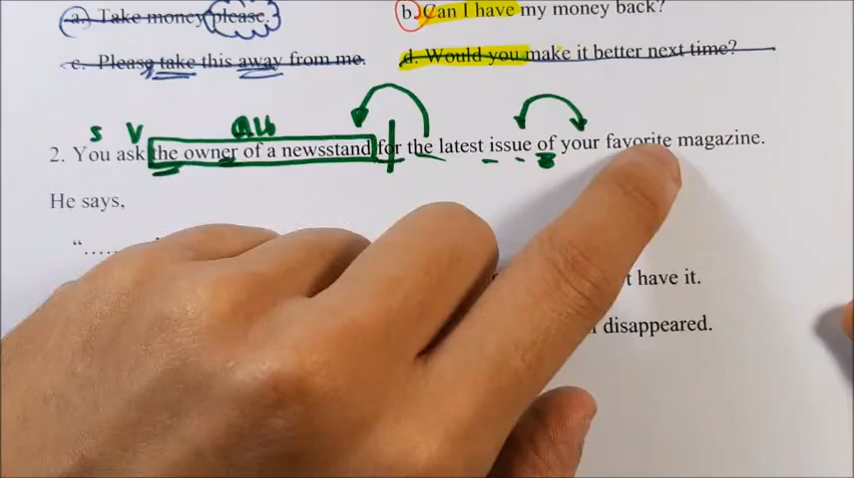 a. Take money please.
b. Can I have my money back?
c. Please take this away from me.
d. Would you make it better next time?
S V
2. You ask the owner of a newsstand for the latest issue of your favorite magazine.
He says,
“……
t have it.
disappeared.